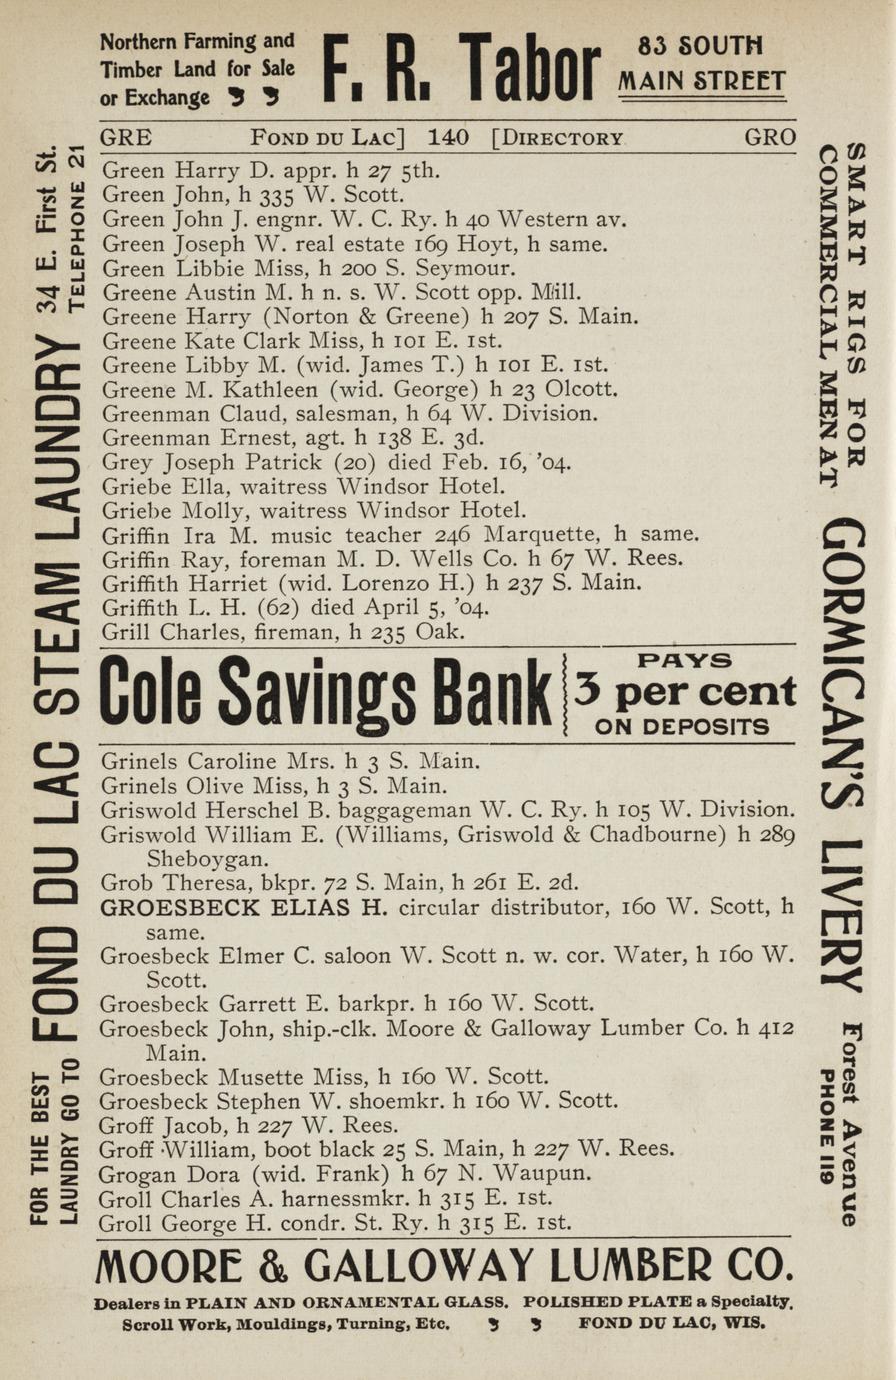 Northern Farming and
Timber Land for Sale
or Exchange
F. R. Tabor
83 SOUTH
MAIN STREET
GRE FOND DU LAC] 140 [DIRECTORY GRO
Green Harry D. appr. h 27 5th.
Green John, h 335 W. Scott.
Green John J. engnr. W. C. Ry. h 40 Western av.
Green Joseph W. real estate 169 Hoyt, h same.
Green Libbie Miss, h 200 S. Seymour.
Greene Austin M. h n. s. W. Scott opp. Mill.
Greene Harry (Norton & Greene) h 207 S. Main.
Greene Kate Clark Miss, h 101 E. 1st.
Greene Libby M. (wid. James T.) h 101 E. 1st.
Greene M. Kathleen (wid. George) h 23 Olcott.
Greenman Claud, salesman, h 64 W. Division.
Greenman Ernest, agt. h 138 E. 3d.
Grey Joseph Patrick (20) died Feb. 16, ’04.
Griebe Ella, waitress Windsor Hotel.
Griebe Molly, waitress Windsor Hotel.
Griffin Ira M. music teacher 246 Marquette, h same.
Griffin Ray, foreman M. D. Wells Co. h 67 W. Rees.
Griffith Harriet (wid. Lorenzo H.) h 237 S. Main.
Griffith L. H. (62) died April 5, ’04.
Grill Charles, fireman, h 235 Oak.
Cole Savings Bank
PAYS
3 per cent
ON DEPOSITS
Grinels Caroline Mrs. h 3 S. Main.
Grinels Olive Miss, h 3 S. Main.
Griswold Herschel B. baggageman W. C. Ry. h 105 W. Division.
Griswold William E. (Williams, Griswold & Chadbourne) h 289
Sheboygan.
Grob Theresa, bkpr. 72 S. Main, h 261 E. 2d.
GROESBECK ELIAS H. circular distributor, 160 W. Scott, h
same.
Groesbeck Elmer C. saloon W. Scott n. w. cor. Water, h 160 W.
Scott.
Groesbeck Garrett E. barkpr. h 160 W. Scott.
Groesbeck John, ship.-clk. Moore & Galloway Lumber Co. h 412
Main.
Groesbeck Musette Miss, h 160 W. Scott.
Groesbeck Stephen W. shoemkr. h 160 W. Scott.
Groff Jacob, h 227 W. Rees.
Groff William, boot black 25 S. Main, h 227 W. Rees.
Grogan Dora (wid. Frank) h 67 N. Waupun.
Groll Charles A. harnessmkr. h 315 E. 1st.
Groll George H. condr. St. Ry. h 315 E. 1st.
MOORE & GALLOWAY LUMBER CO.
Dealers in PLAIN AND ORNAMENTAL GLASS. POLISHED PLATE a Specialty.
Scroll Work, Mouldings, Turning, Etc. FOND DU LAC, WIS.
FOR THE BEST
LAUNDRY GO TO
FOND DU LAC STEAM LAUNDRY
34 E. First St.
TELEPHONE 21
SMART RIGS FOR
COMMERCIAL MEN AT
GORMICAN'S LIVERY
Forest Avenue
PHONE 119